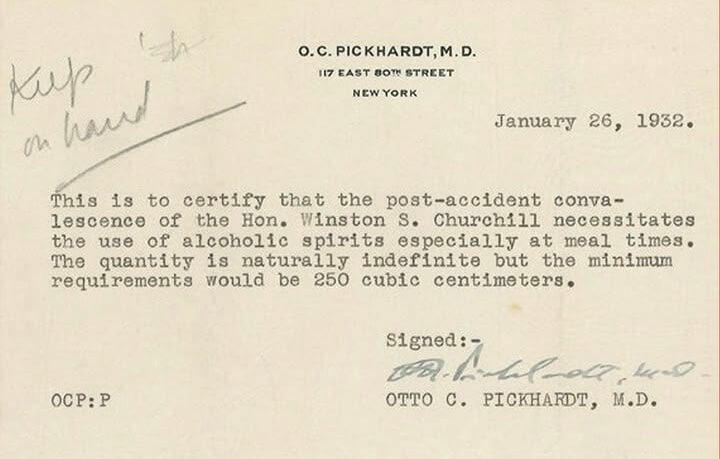 Keep
on hand
O. C. PICKHARDT, M. D.
117 EAST 80TH STREET
NEW YORK
January 26, 1932.
This is to certify that the post-accident conva-
lescence of the Hon. Winston S. Churchill necessitates
the use of alcoholic spirits especially at meal times.
The quantity is naturally indefinite but the minimum
requirements would be 250 cubic centimeters.
Signed:-
Pickhardt, M.D.
OCP:P
OTTO C. PICKHARDT, M.D.